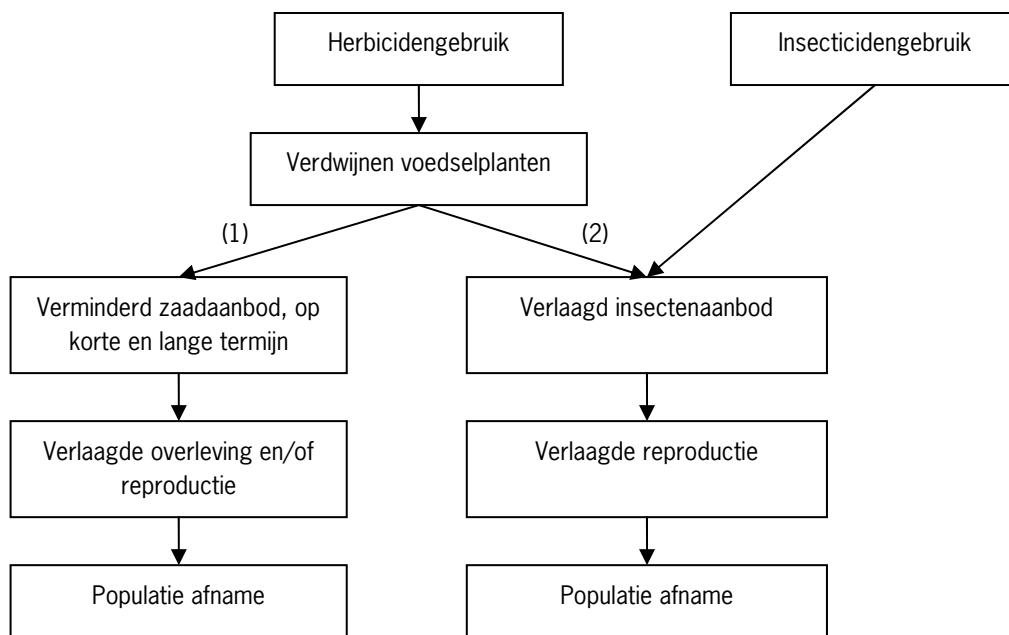 Herbicidengebruik
Insecticidengebruik
Verdwijnen voedselplanten
(1)
(2)
Verminderd zaadaanbod, op
korte en lange termijn
Verlaagd insectenaanbod
Verlaagde overleving en/of
reproductie
Verlaagde reproductie
Populatie afname
Populatie afname